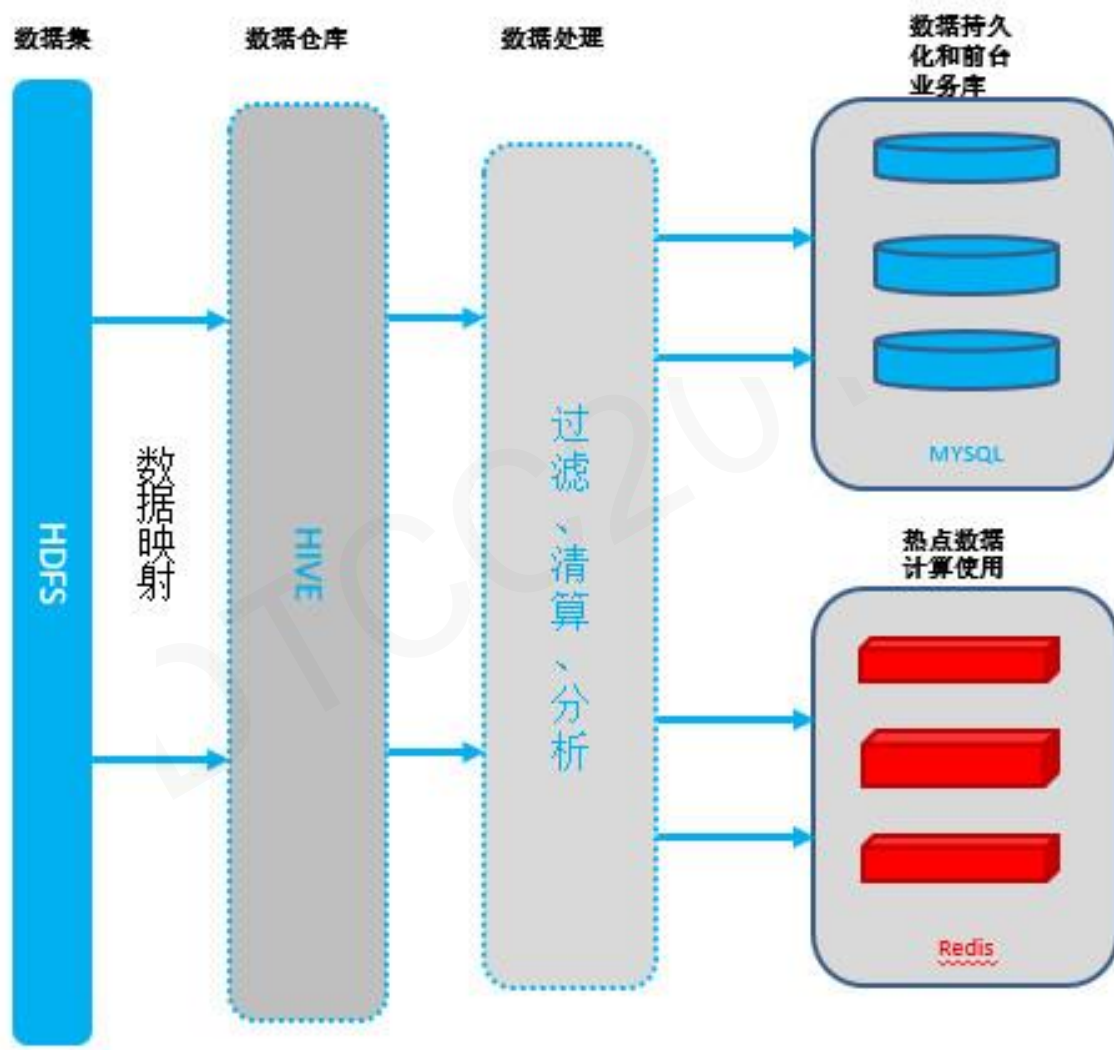 数据集
数据仓库
数据处理
数据持久
化和前台
业务库
HDFS
数据映射
HIVE
过滤、清算、分析
MYSQL
热点数据
计算使用
Redis